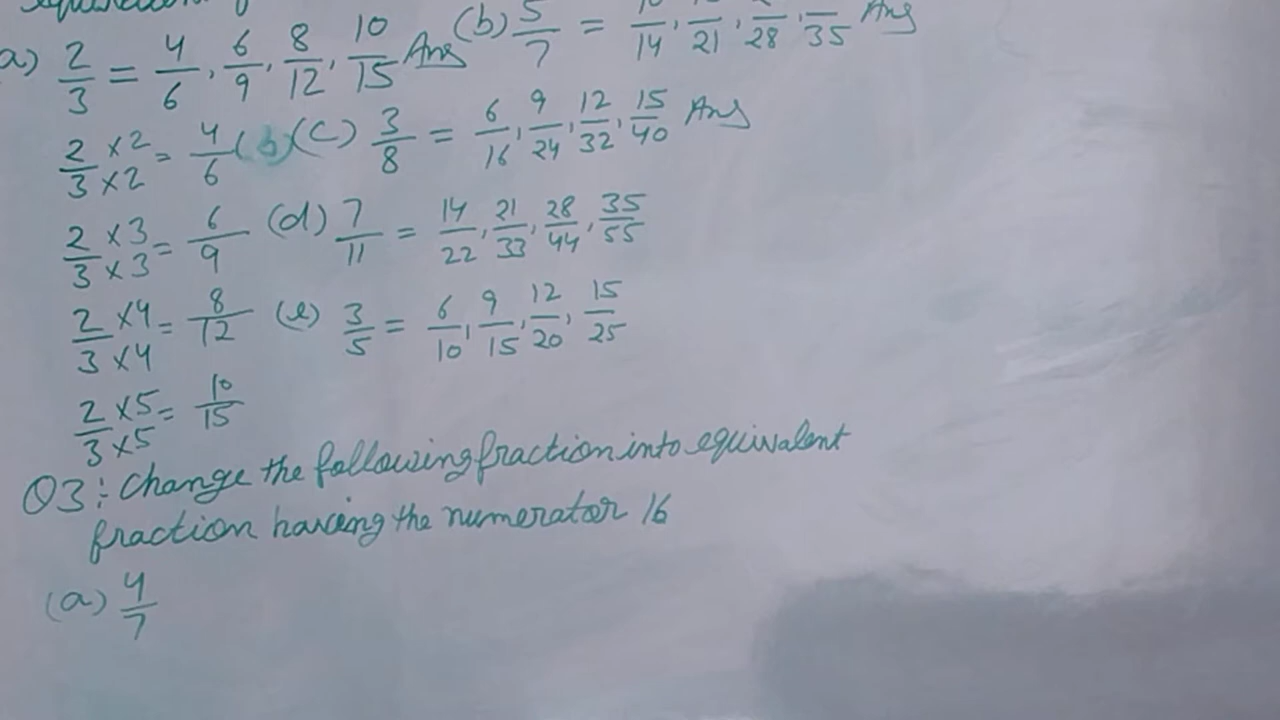 a) 2/3 = 4/6, 6/9, 8/12, 10/15 Ans (b) 5/7 = 10/14, /21, /28, /35 Ans
2/3 ×2/×2 = 4/6 (b) (c) 3/8 = 6/16, 9/24, 12/32, 15/40 Ans
2/3 ×3/×3 = 6/9 (d) 7/11 = 14/22, 21/33, 28/44, 35/55
2/3 ×4/×4 = 8/12 (e) 3/5 = 6/10, 9/15, 12/20, 15/25
2/3 ×5/×5 = 10/15
Q3:- Change the following fraction into equivalent
fraction having the numerator 16
(a) 4/7